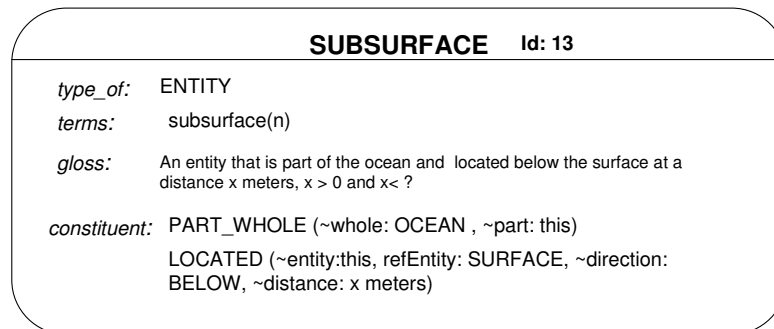 SUBSURFACE Id: 13
type_of: ENTITY
terms: subsurface(n)
gloss: An entity that is part of the ocean and located below the surface at a
distance x meters, x > 0 and x< ?
constituent: PART_WHOLE (~whole: OCEAN , ~part: this)
LOCATED (~entity:this, refEntity: SURFACE, ~direction:
BELOW, ~distance: x meters)